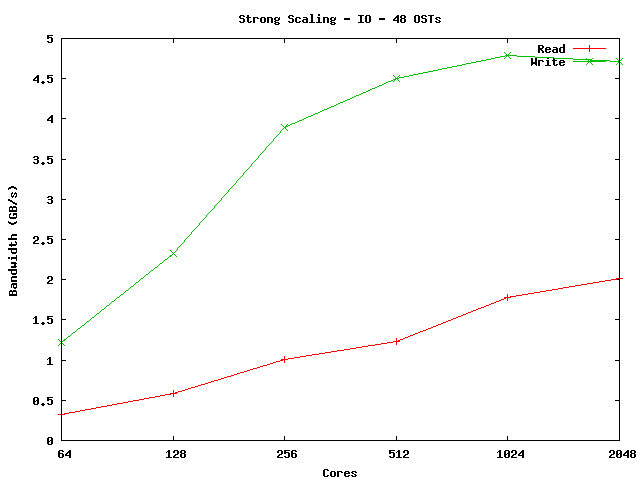 Strong Scaling - IO - 48 OSTs
5
4.5
4
3.5
3
2.5
2
1.5
1
0.5
0
Bandwidth (GB/s)
Read
Write
64 128 256 512 1024 2048
Cores